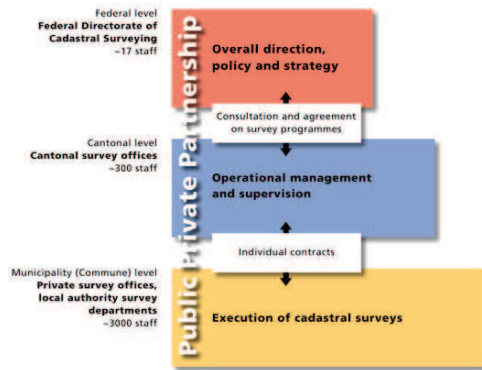 Federal level
Federal Directorate of
Cadastral Surveying
~17 staff
Overall direction,
policy and strategy
Consultation and agreement
on survey programmes
Cantonal level
Cantonal survey offices
~300 staff
Operational management
and supervision
Individual contracts
Municipality (Commune) level
Private survey offices,
local authority survey
departments
~3000 staff
Execution of cadastral surveys
Public Private Partnership